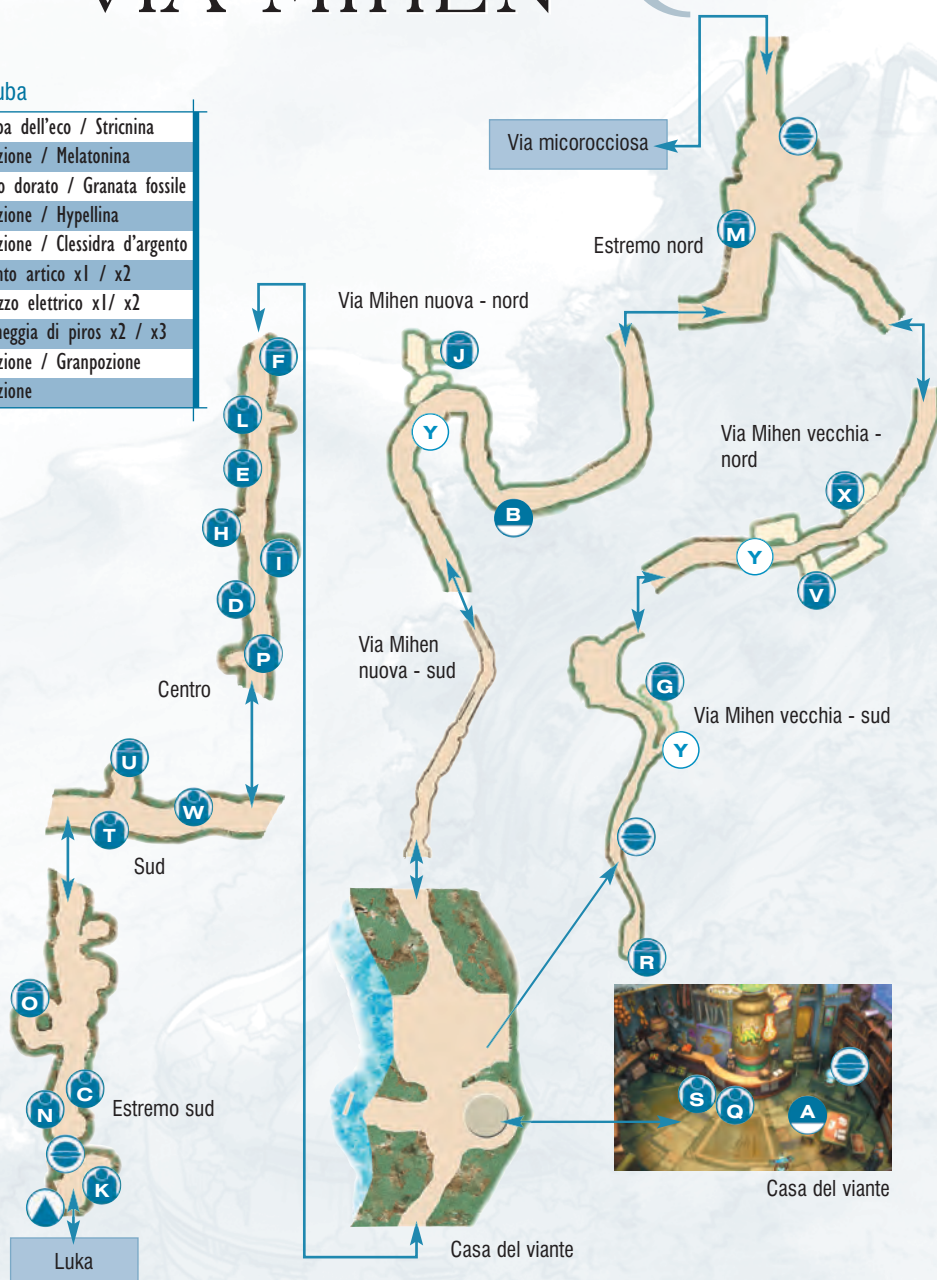 VIA MIHEN
uba
pa dell'eco / Stricnina
zione / Melatonina
o dorato / Granata fossile
zione / Hypellina
zione / Clessidra d'argento
nto artico x1 / x2
zzo elettrico x1/ x2
neggia di piros x2 / x3
zione / Granpozione
zione
Via micorocciosa
M
Estremo nord
Via Mihen nuova - nord
F
J
L
Y
Via Mihen vecchia -
nord
E
X
B
H
I
Y
V
D
Via Mihen
nuova - sud
P
Centro
G
Via Mihen vecchia - sud
Y
U
W
T
Sud
R
O
C
N
Estremo sud
S
Q
A
K
Casa del viante
Casa del viante
Luka